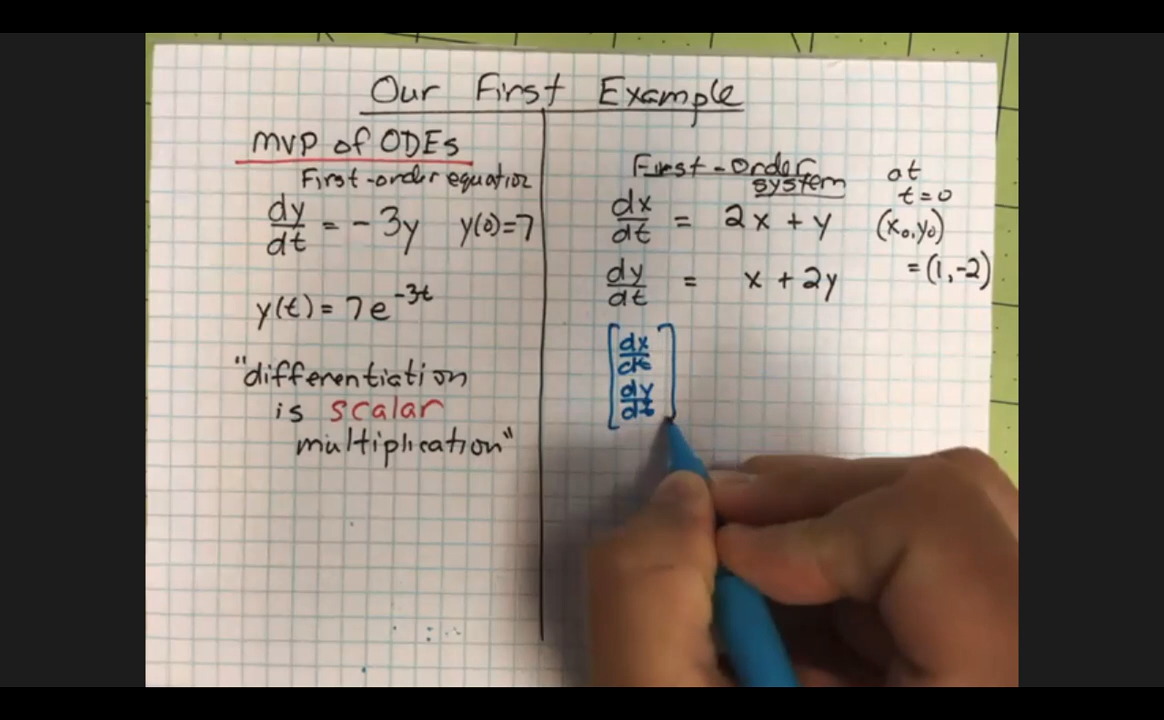 Our First Example
MVP of ODEs
First-order equation
dy/dt = -3y y(0)=7
y(t) = 7e^-3t
"differentiation
is scalar
multiplication"
First-Order
system
at
t=0
dx/dt = 2x + y (x₀,y₀)
dy/dt = x + 2y = (1,-2)
[dx/dt
dy/dt]